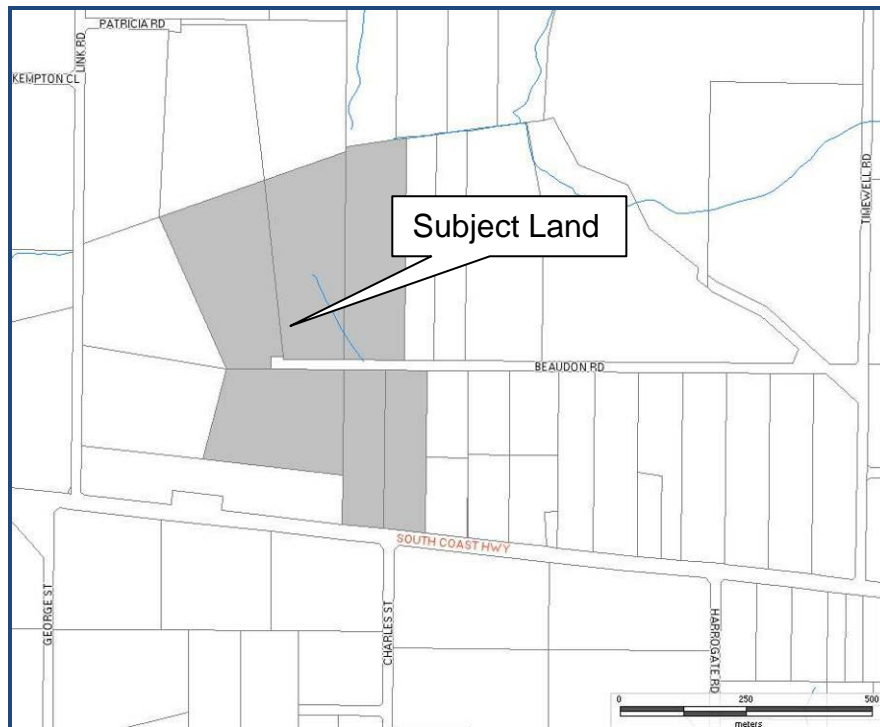 PATRICIA RD
LINK RD
KEMPTON CL
TIMEWELL RD
Subject Land
BEAUDON RD
SOUTH COAST HWY
GEORGE ST
CHARLES ST
HARROGATE RD
0 250 500
meters